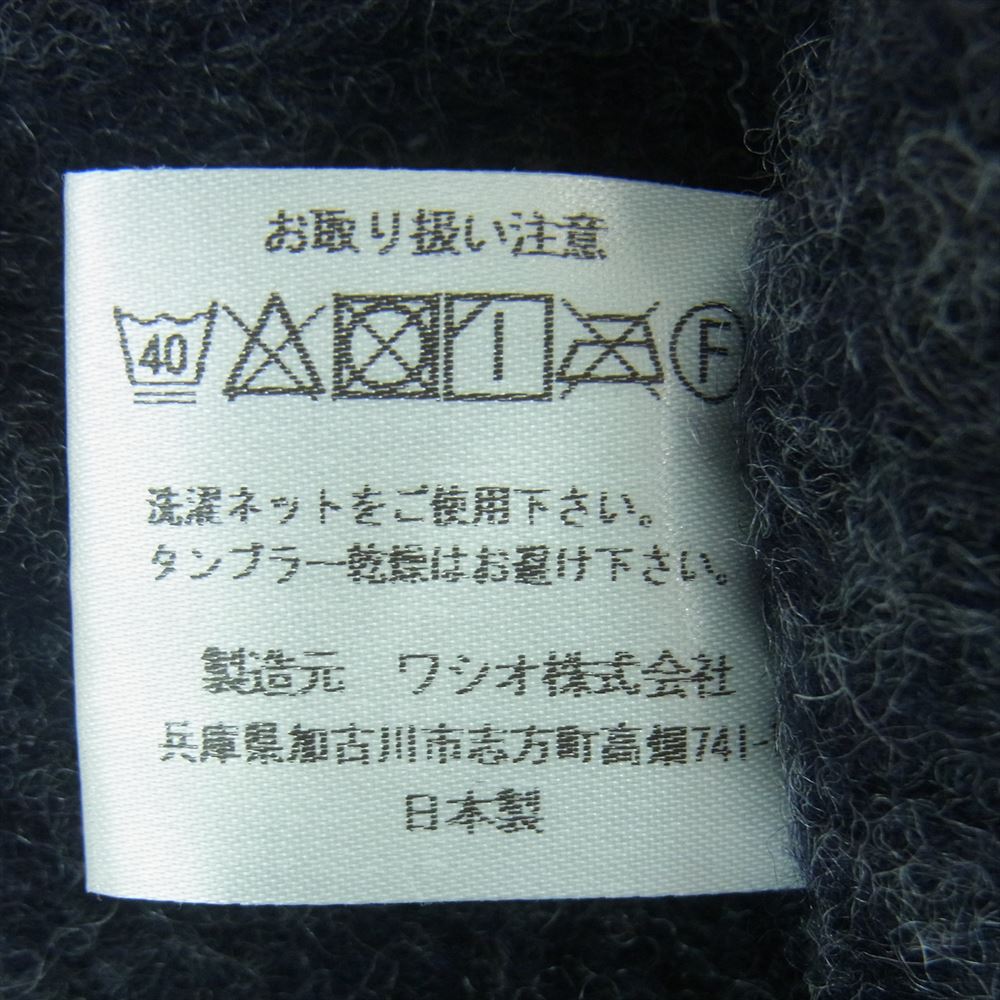 お取り扱い注意
40 F
洗濯ネットをご使用下さい。
タンブラー乾燥はお避け下さい。
製造元 ワシオ株式会社
兵庫県加古川市志方町高畑741-
日本製